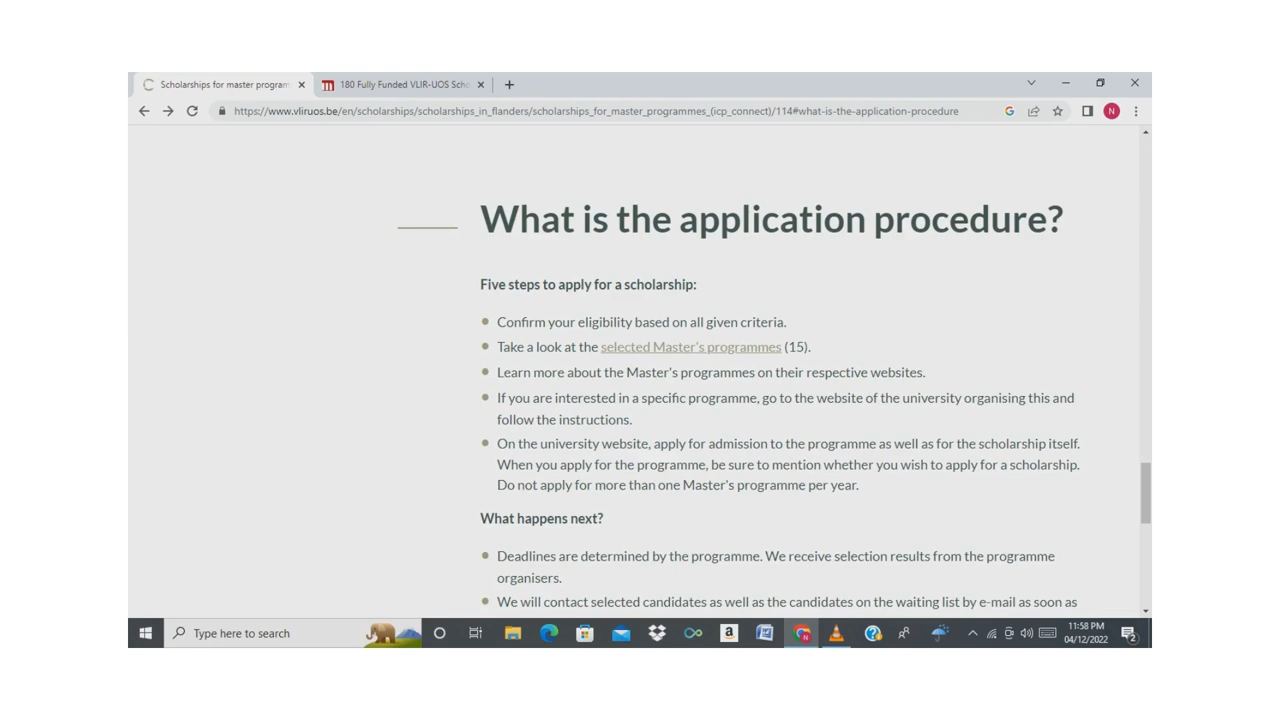 Scholarships for master program
180 Fully Funded VLIR-UOS Scho
https://www.vliruos.be/en/scholarships/scholarships_in_flanders/scholarships_for_master_programmes_(icp_connect)/114#what-is-the-application-procedure
G
N
What is the application procedure?
Five steps to apply for a scholarship:
Confirm your eligibility based on all given criteria.
Take a look at the selected Master's programmes (15).
Learn more about the Master's programmes on their respective websites.
If you are interested in a specific programme, go to the website of the university organising this and
follow the instructions.
On the university website, apply for admission to the programme as well as for the scholarship itself.
When you apply for the programme, be sure to mention whether you wish to apply for a scholarship.
Do not apply for more than one Master's programme per year.
What happens next?
Deadlines are determined by the programme. We receive selection results from the programme
organisers.
We will contact selected candidates as well as the candidates on the waiting list by e-mail as soon as
Type here to search
11:58 PM
04/12/2022
2